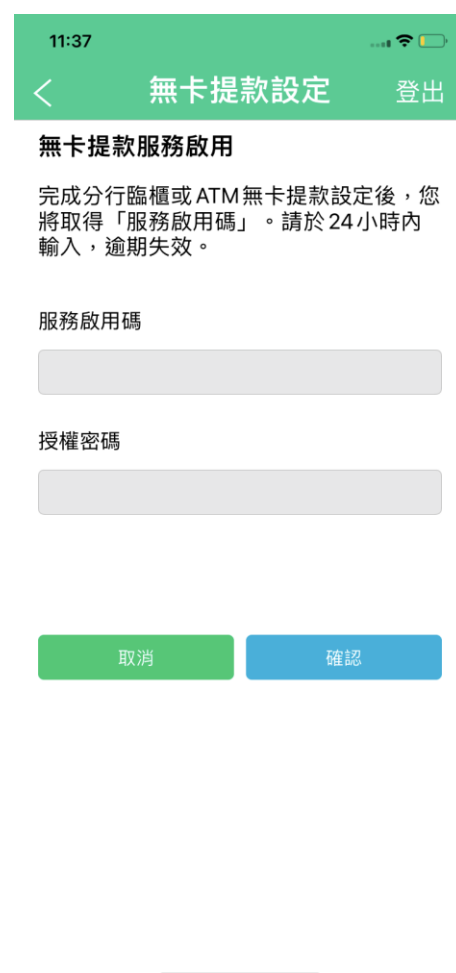 11:37
無卡提款設定
登出
無卡提款服務啟用
完成分行臨櫃或ATM無卡提款設定後，您
將取得「服務啟用碼」。請於24小時內
輸入，逾期失效。
服務啟用碼
授權密碼
取消
確認